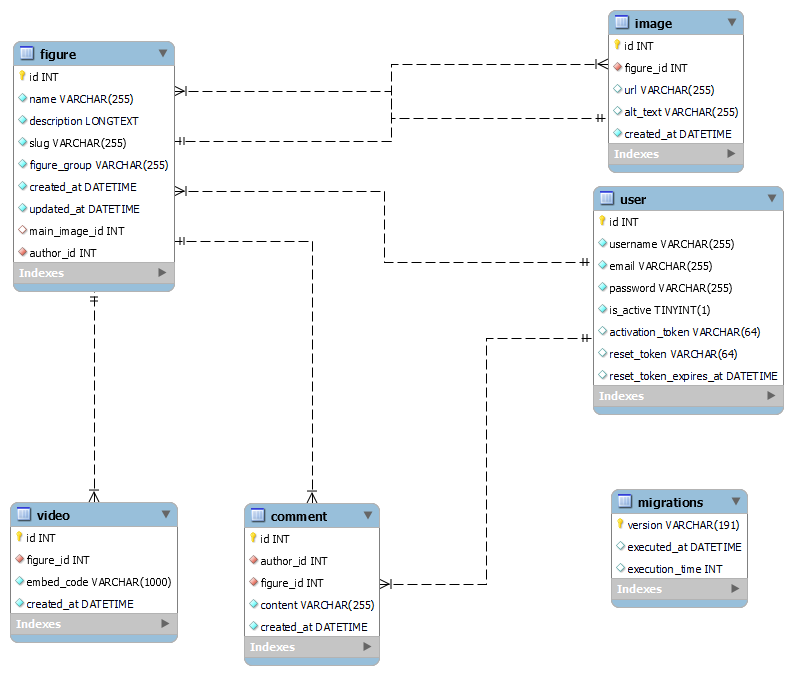 figure
id INT
name VARCHAR(255)
description LONGTEXT
slug VARCHAR(255)
figure_group VARCHAR(255)
created_at DATETIME
updated_at DATETIME
main_image_id INT
author_id INT
Indexes
image
id INT
figure_id INT
url VARCHAR(255)
alt_text VARCHAR(255)
created_at DATETIME
Indexes
user
id INT
username VARCHAR(255)
email VARCHAR(255)
password VARCHAR(255)
is_active TINYINT(1)
activation_token VARCHAR(64)
reset_token VARCHAR(64)
reset_token_expires_at DATETIME
Indexes
video
id INT
figure_id INT
embed_code VARCHAR(1000)
created_at DATETIME
Indexes
comment
id INT
author_id INT
figure_id INT
content VARCHAR(255)
created_at DATETIME
Indexes
migrations
version VARCHAR(191)
executed_at DATETIME
execution_time INT
Indexes